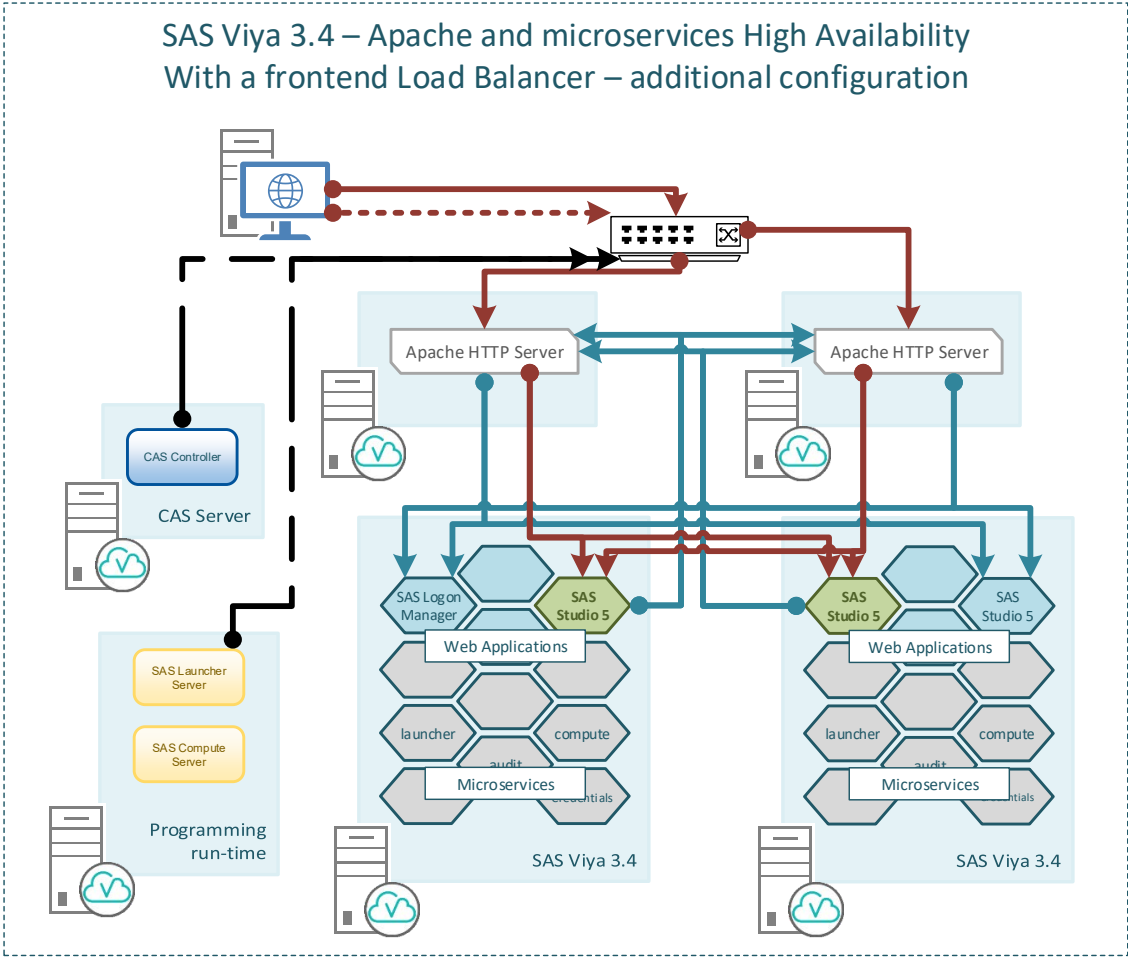 SAS Viya 3.4 – Apache and microservices High Availability
With a frontend Load Balancer – additional configuration
Apache HTTP Server
Apache HTTP Server
CAS Controller
CAS Server
SAS Logon
Manager
SAS
Studio 5
SAS
Studio 5
SAS
Studio 5
Web Applications
Web Applications
SAS Launcher
Server
SAS Compute
Server
Programming
run-time
launcher
compute
launcher
compute
audit
audit
Microservices
Microservices
credentials
credentials
SAS Viya 3.4
SAS Viya 3.4